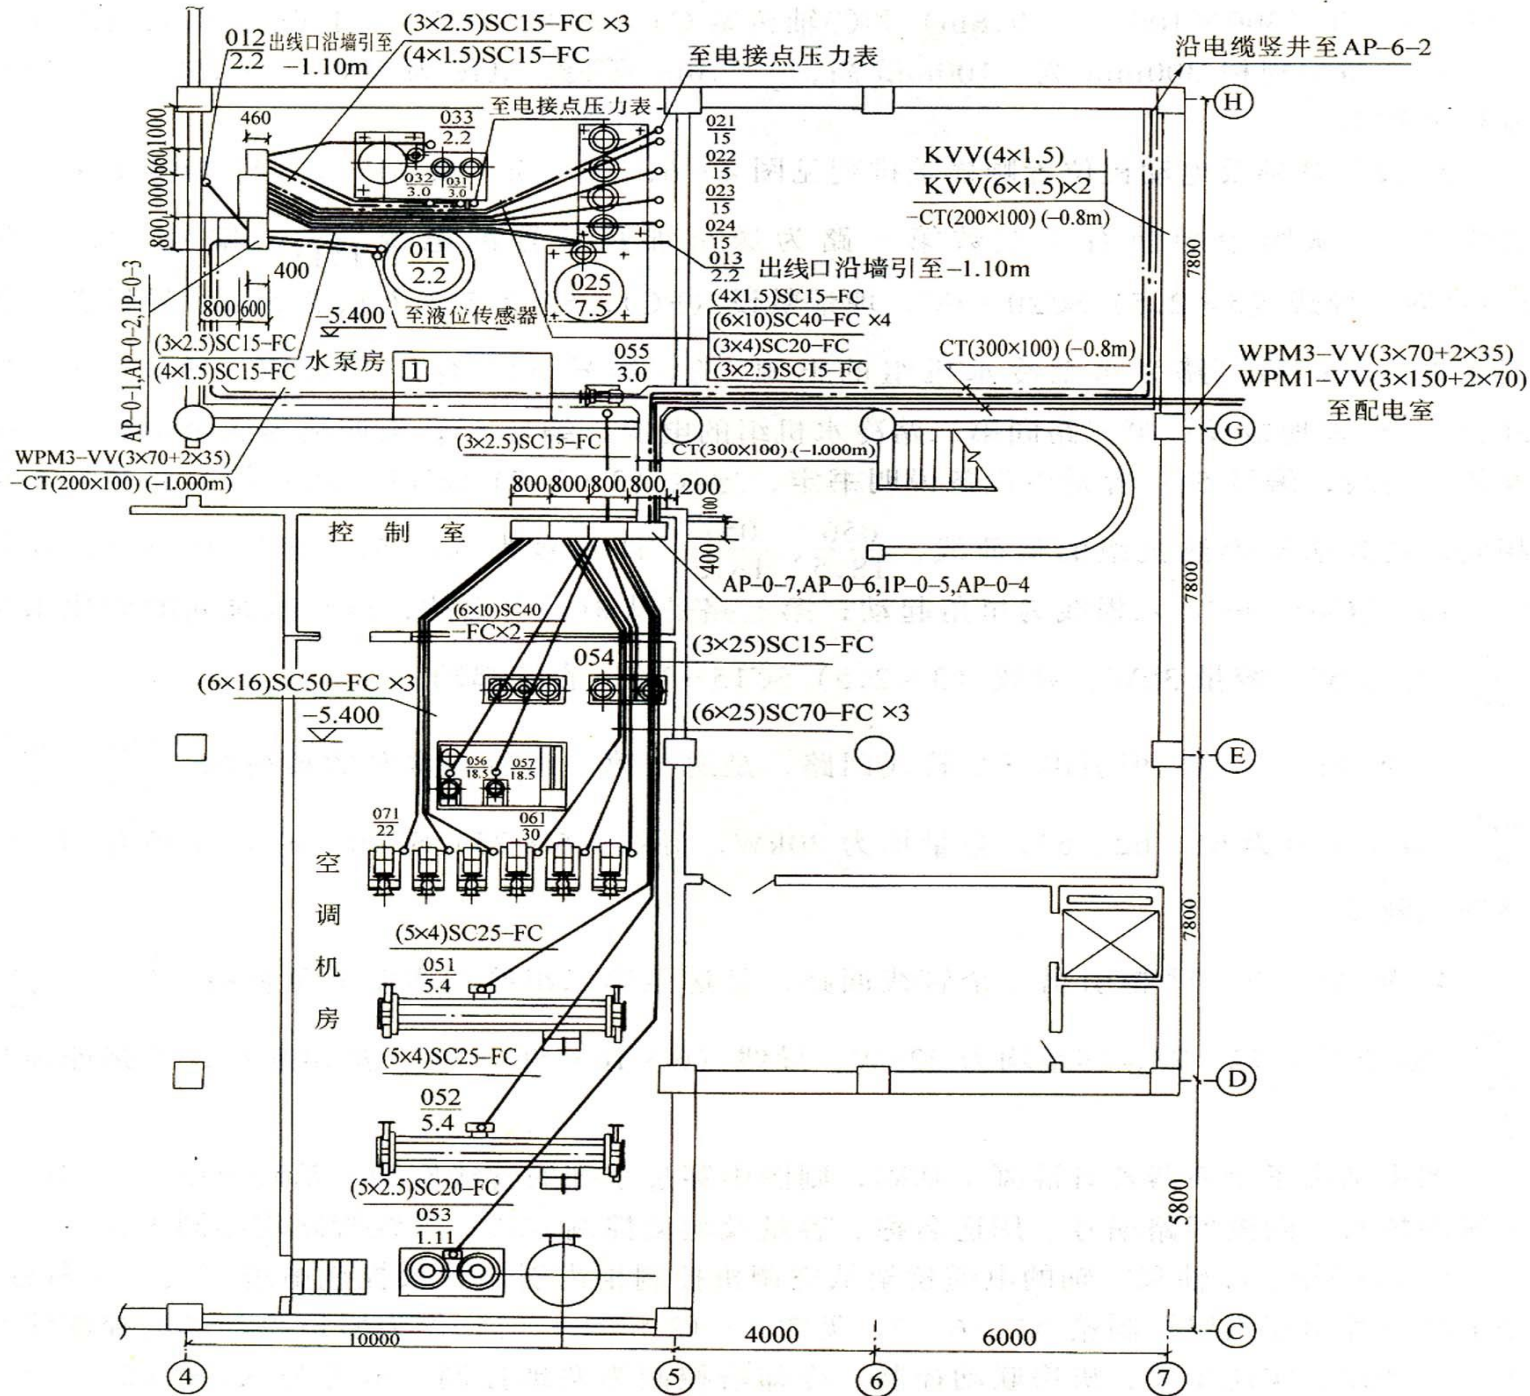 012
2.2
出线口沿墙引至
-1.10m
(3×2.5)SC15-FC ×3
(4×1.5)SC15-FC
至电接点压力表
沿电缆竖井至AP-6-2
H
460
至电接点压力表
033
2.2
032
3.0
031
3.0
021
15
022
15
023
15
024
15
013
2.2
出线口沿墙引至-1.10m
1000
660
1000
800
KVV(4×1.5)
KVV(6×1.5)×2
-CT(200×100) (-0.8m)
7800
011
2.2
025
7.5
400
800
600
-5.400
至液位传感器
AP-0-1,AP-0-2,IP-0-3
(3×2.5)SC15-FC
(4×1.5)SC15-FC
水泵房
1
(4×1.5)SC15-FC
(6×10)SC40-FC ×4
(3×4)SC20-FC
(3×2.5)SC15-FC
055
3.0
CT(300×100) (-0.8m)
WPM3-VV(3×70+2×35)
WPM1-VV(3×150+2×70)
至配电室
G
(3×2.5)SC15-FC
CT(300×100) (-1.000m)
WPM3-VV(3×70+2×35)
-CT(200×100) (-1.000m)
800
800
800
800
200
100
400
控制室
AP-0-7,AP-0-6,IP-0-5,AP-0-4
7800
(6×10)SC40
-FC×2
(3×25)SC15-FC
054
(6×16)SC50-FC ×3
(6×25)SC70-FC ×3
-5.400
E
056
18.5
057
18.5
071
22
061
30
空调机房
7800
(5×4)SC25-FC
051
5.4
(5×4)SC25-FC
D
052
5.4
(5×2.5)SC20-FC
053
1.11
5800
C
10000
4000
6000
4
5
6
7